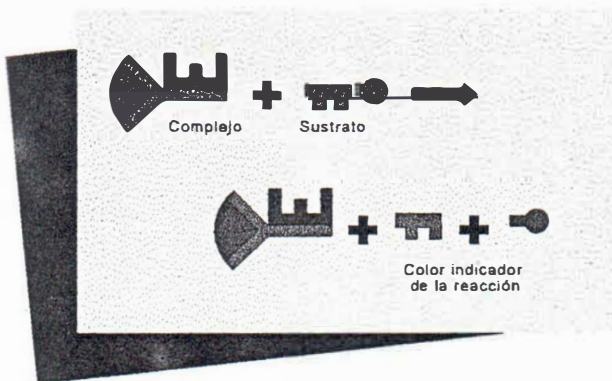 Complejo
Sustrato
Color indicador
de la reacción